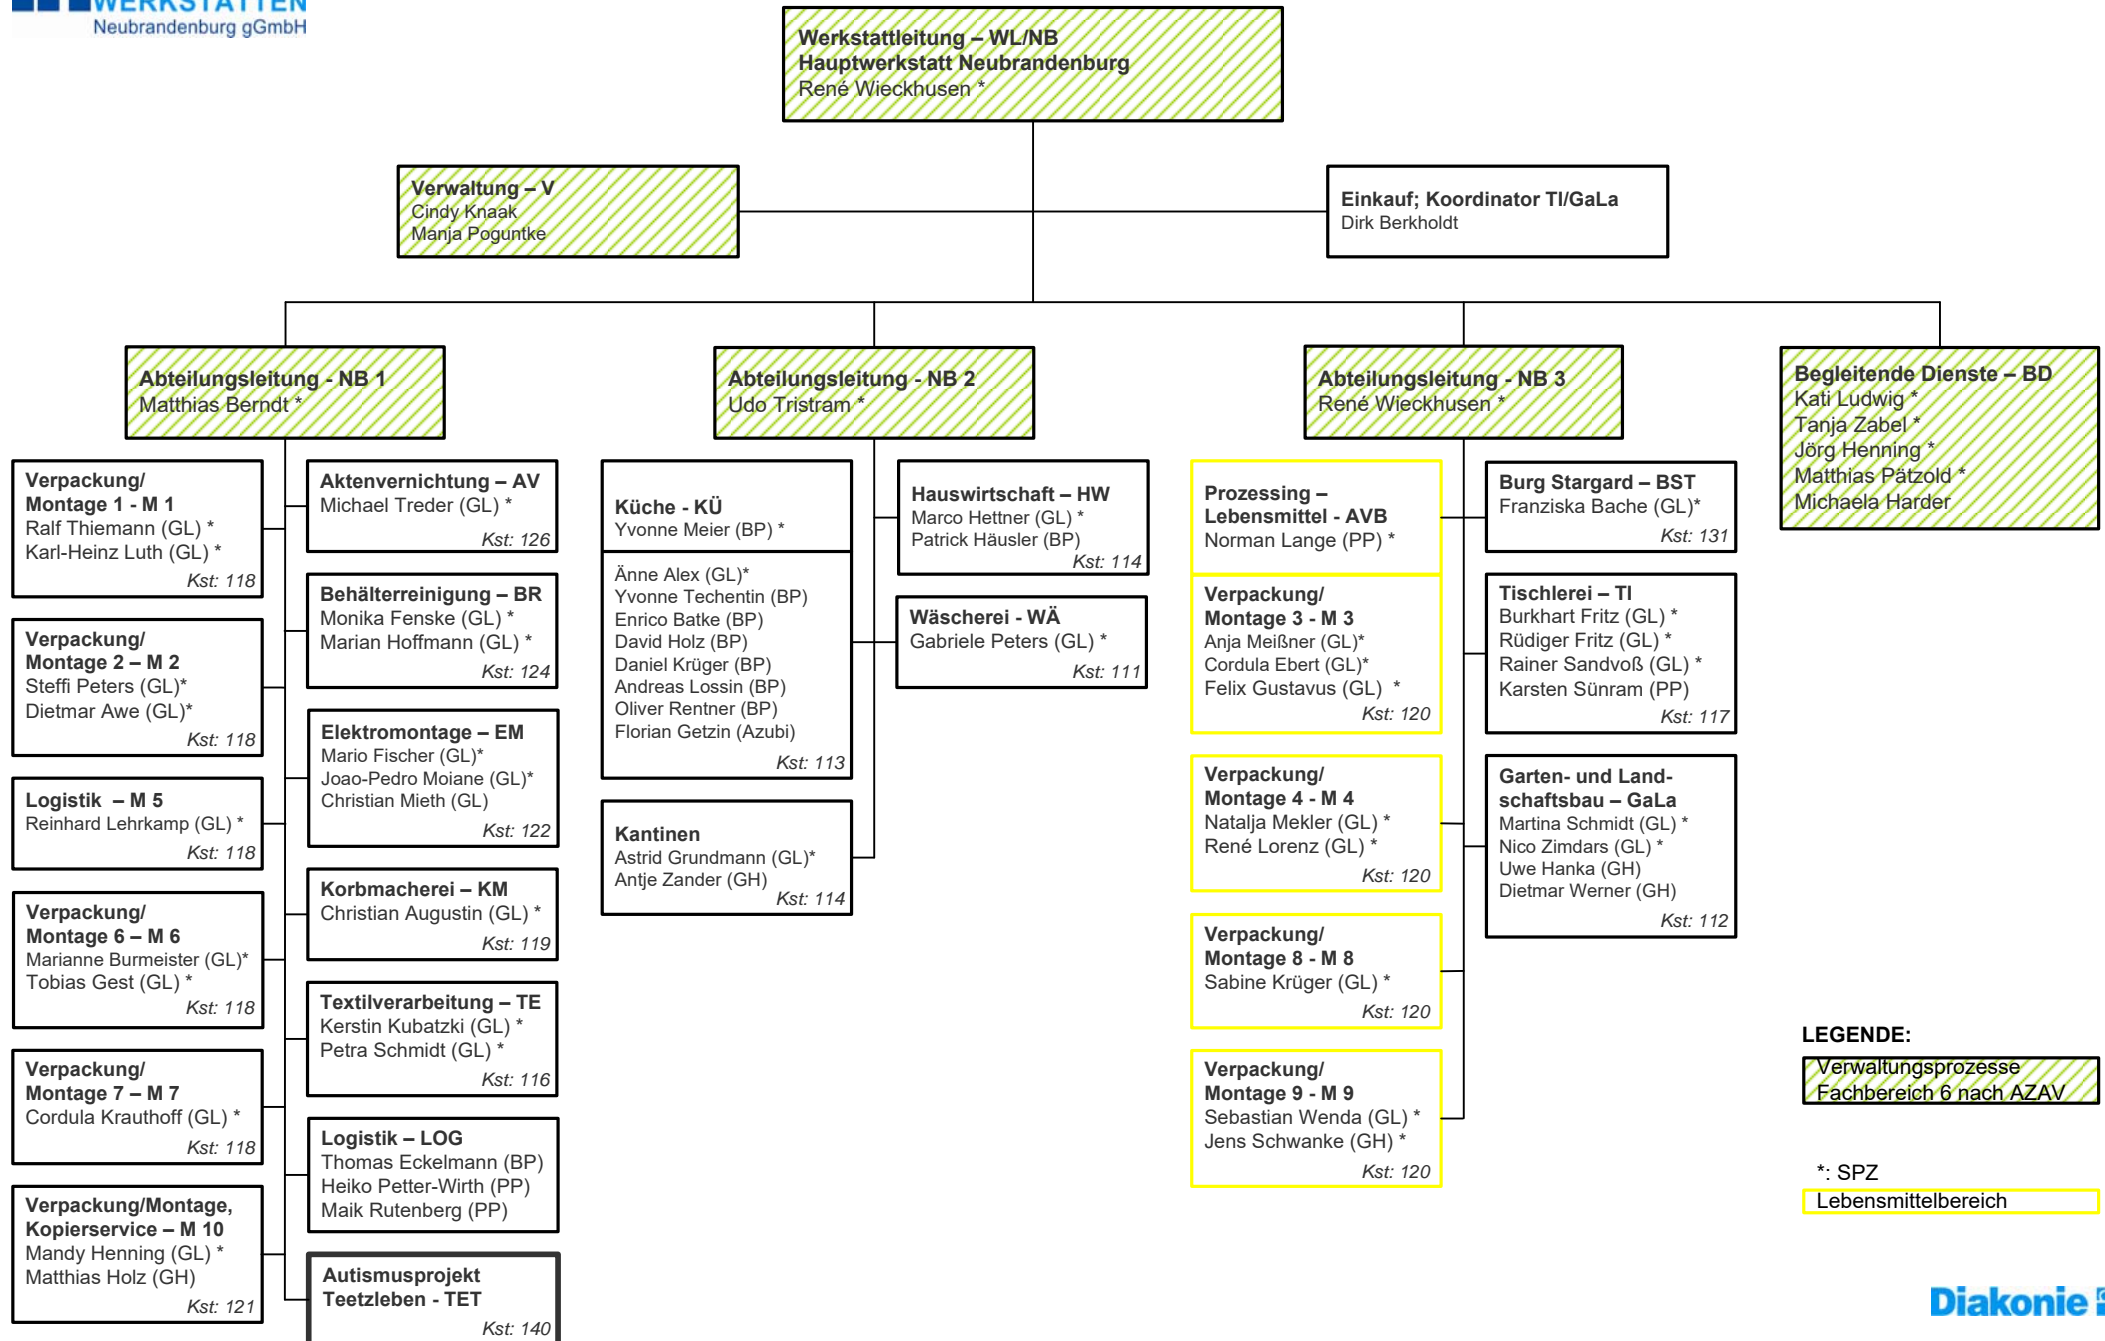 WERKSTÄTTEN
Neubrandenburg gGmbH
Werkstattleitung – WL/NB
Hauptwerkstatt Neubrandenburg
René Wieckhusen *
Verwaltung – V
Cindy Knaak
Manja Poguntke
Einkauf; Koordinator TI/GaLa
Dirk Berkholdt
Abteilungsleitung - NB 1
Matthias Berndt *
Abteilungsleitung - NB 2
Udo Tristram *
Abteilungsleitung - NB 3
René Wieckhusen *
Begleitende Dienste – BD
Kati Ludwig *
Tanja Zabel *
Jörg Henning *
Matthias Pätzold *
Michaela Harder
Verpackung/
Montage 1 - M 1
Ralf Thiemann (GL) *
Karl-Heinz Luth (GL) *
Kst: 118
Verpackung/
Montage 2 – M 2
Steffi Peters (GL)*
Dietmar Awe (GL)*
Kst: 118
Logistik – M 5
Reinhard Lehrkamp (GL) *
Kst: 118
Verpackung/
Montage 6 – M 6
Marianne Burmeister (GL)*
Tobias Gest (GL) *
Kst: 118
Verpackung/
Montage 7 – M 7
Cordula Krauthoff (GL) *
Kst: 118
Verpackung/Montage,
Kopierservice – M 10
Mandy Henning (GL) *
Matthias Holz (GH)
Kst: 121
Aktenvernichtung – AV
Michael Treder (GL) *
Kst: 126
Behälterreinigung – BR
Monika Fenske (GL) *
Marian Hoffmann (GL) *
Kst: 124
Elektromontage – EM
Mario Fischer (GL)*
Joao-Pedro Moiane (GL)*
Christian Mieth (GL)
Kst: 122
Korbmacherei – KM
Christian Augustin (GL) *
Kst: 119
Textilverarbeitung – TE
Kerstin Kubatzki (GL) *
Petra Schmidt (GL) *
Kst: 116
Logistik – LOG
Thomas Eckelmann (BP)
Heiko Petter-Wirth (PP)
Maik Rutenberg (PP)
Autismusprojekt
Teetzleben - TET
Kst: 140
Küche - KÜ
Yvonne Meier (BP) *
Änne Alex (GL)*
Yvonne Techentin (BP)
Enrico Batke (BP)
David Holz (BP)
Daniel Krüger (BP)
Andreas Lossin (BP)
Oliver Rentner (BP)
Florian Getzin (Azubi)
Kst: 113
Kantinen
Astrid Grundmann (GL)*
Antje Zander (GH)
Kst: 114
Hauswirtschaft – HW
Marco Hettner (GL) *
Patrick Häusler (BP)
Kst: 114
Wäscherei - WÄ
Gabriele Peters (GL) *
Kst: 111
Prozessing –
Lebensmittel - AVB
Norman Lange (PP) *
Verpackung/
Montage 3 - M 3
Anja Meißner (GL)*
Cordula Ebert (GL)*
Felix Gustavus (GL) *
Kst: 120
Verpackung/
Montage 4 - M 4
Natalja Mekler (GL) *
René Lorenz (GL) *
Kst: 120
Verpackung/
Montage 8 - M 8
Sabine Krüger (GL) *
Kst: 120
Verpackung/
Montage 9 - M 9
Sebastian Wenda (GL) *
Jens Schwanke (GH) *
Kst: 120
Burg Stargard – BST
Franziska Bache (GL)*
Kst: 131
Tischlerei – TI
Burkhart Fritz (GL) *
Rüdiger Fritz (GL) *
Rainer Sandvoß (GL) *
Karsten Sünram (PP)
Kst: 117
Garten- und Land-
schaftsbau – GaLa
Martina Schmidt (GL) *
Nico Zimdars (GL) *
Uwe Hanka (GH)
Dietmar Werner (GH)
Kst: 112
LEGENDE:
Verwaltungsprozesse
Fachbereich 6 nach AZAV
*: SPZ
Lebensmittelbereich
Diakonie